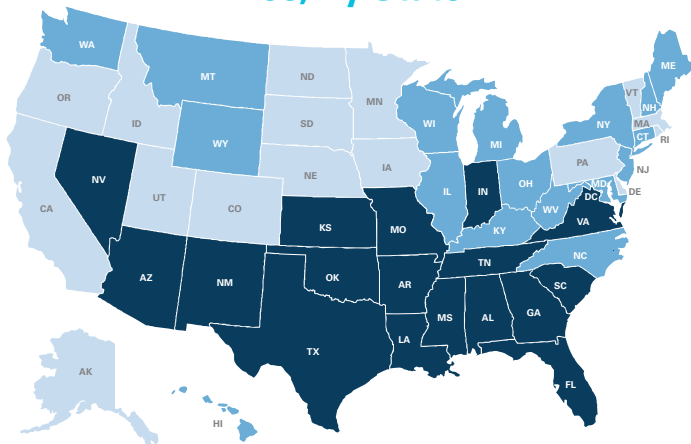 WA
MT
ND
MN
ME
OR
ID
SD
WI
MI
VT
NH
NY
MA
CT
RI
WY
NE
IA
PA
NJ
NV
UT
CO
IL
IN
OH
MD
DE
DC
CA
KS
MO
KY
WV
VA
AZ
NM
OK
AR
TN
NC
TX
LA
MS
AL
GA
SC
FL
AK
HI